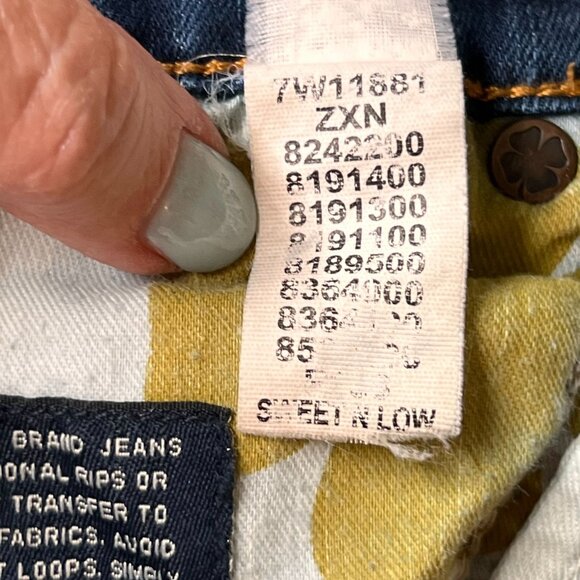 7W11881
ZXN
8242200
8191400
8191300
8191100
8189500
8364000
SWEET N LOW
BRAND JEANS
RIPS OR
TRANSFER TO
FABRICS, AVOID
LOOPS, SIMPLY